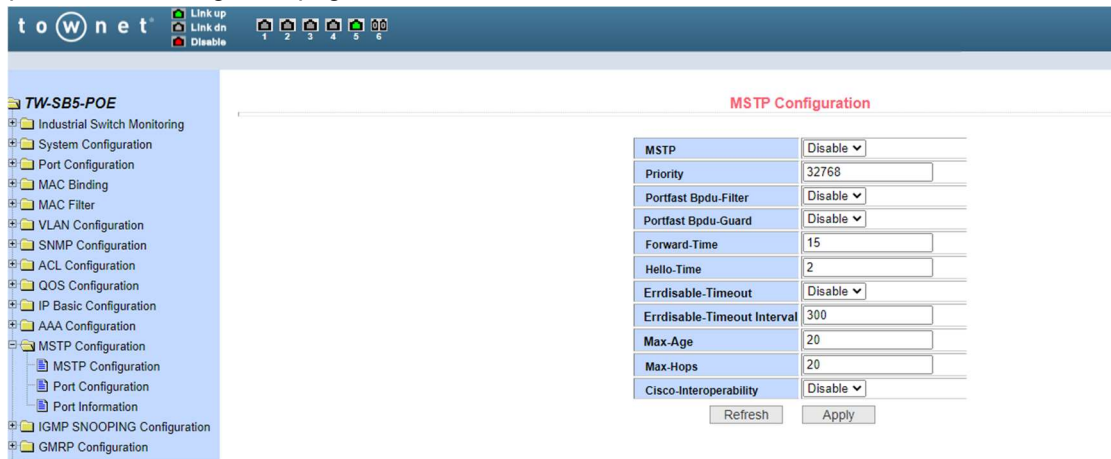 townet
Link up
Link dn
Disable
1 2 3 4 5 6
TW-SB5-POE
Industrial Switch Monitoring
System Configuration
Port Configuration
MAC Binding
MAC Filter
VLAN Configuration
SNMP Configuration
ACL Configuration
QOS Configuration
IP Basic Configuration
AAA Configuration
MSTP Configuration
MSTP Configuration
Port Configuration
Port Information
IGMP SNOOPING Configuration
GMRP Configuration
MSTP Configuration
MSTP Disable
Priority 32768
Portfast Bpdu-Filter Disable
Portfast Bpdu-Guard Disable
Forward-Time 15
Hello-Time 2
Errdisable-Timeout Disable
Errdisable-Timeout Interval 300
Max-Age 20
Max-Hops 20
Cisco-Interoperability Disable
Refresh Apply